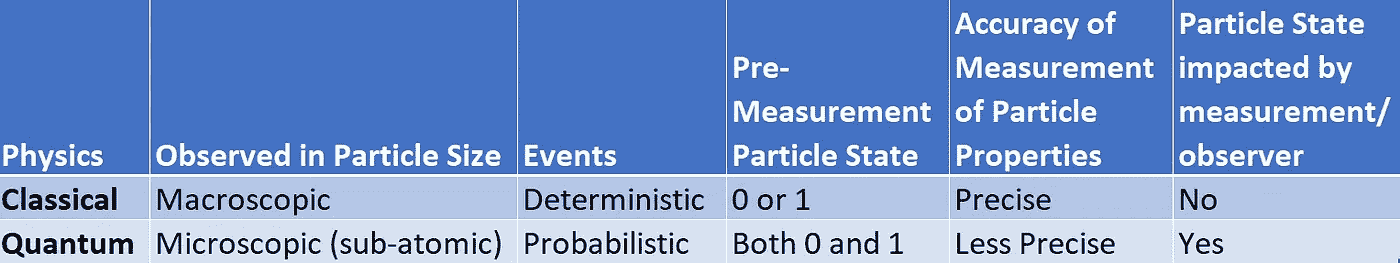 Physics
Observed in Particle Size
Events
Pre-
Measurement
Particle State
Accuracy of
Measurement
of Particle
Properties
Particle State
impacted by
measurement/
observer
Classical Macroscopic Deterministic 0 or 1 Precise No
Quantum Microscopic (sub-atomic) Probabilistic Both 0 and 1 Less Precise Yes